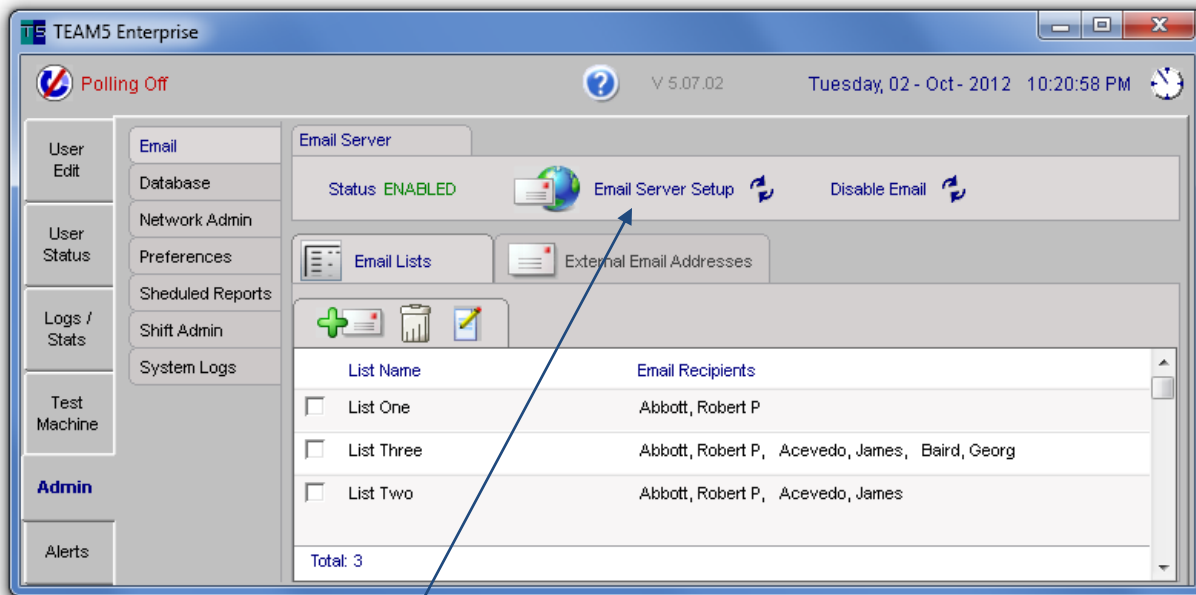 T5 TEAM5 Enterprise
Polling Off
? V 5.07.02 Tuesday, 02 - Oct - 2012 10:20:58 PM
User
Edit
User
Status
Logs /
Stats
Test
Machine
Admin
Alerts
Email
Database
Network Admin
Preferences
Sheduled Reports
Shift Admin
System Logs
Email Server
Status ENABLED Email Server Setup Disable Email
Email Lists External Email Addresses
List Name Email Recipients
List One Abbott, Robert P
List Three Abbott, Robert P, Acevedo, James, Baird, Georg
List Two Abbott, Robert P, Acevedo, James
Total: 3